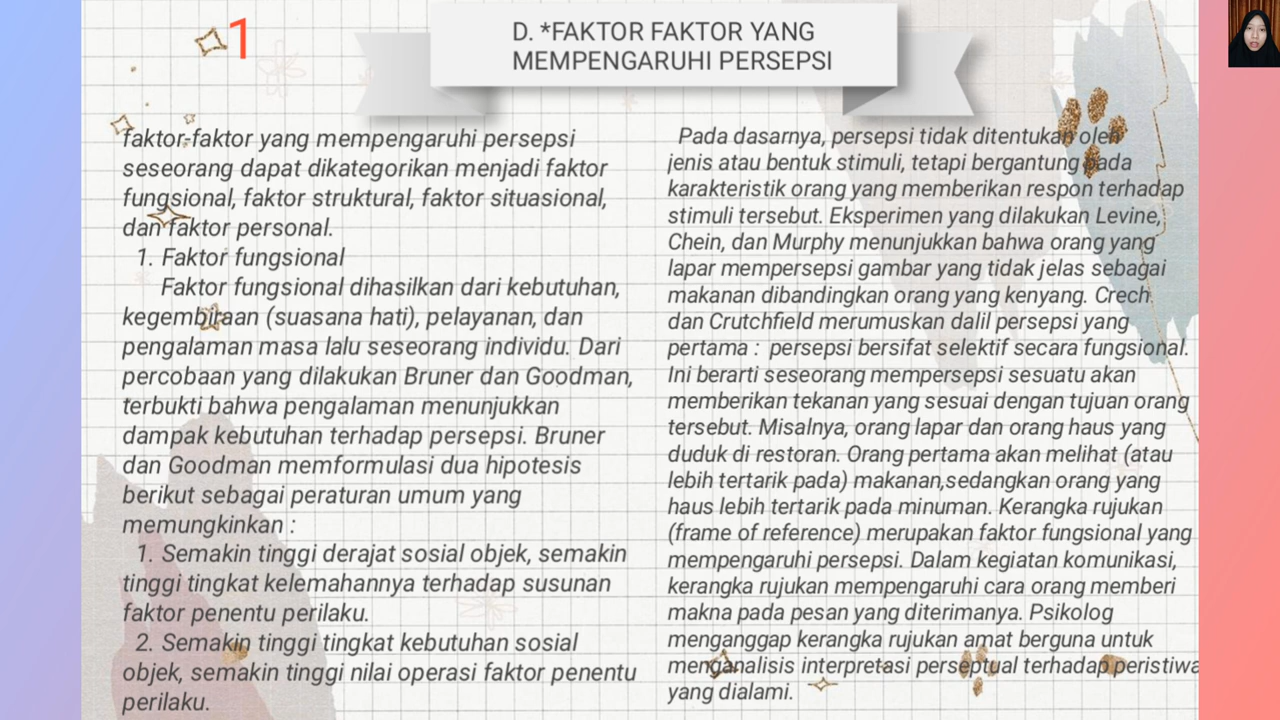 1
D. *FAKTOR FAKTOR YANG
MEMPENGARUHI PERSEPSI
faktor-faktor yang mempengaruhi persepsi
seseorang dapat dikategorikan menjadi faktor
fungsional, faktor struktural, faktor situasional,
dan faktor personal.
1. Faktor fungsional
Faktor fungsional dihasilkan dari kebutuhan,
kegembiraan (suasana hati), pelayanan, dan
pengalaman masa lalu seseorang individu. Dari
percobaan yang dilakukan Bruner dan Goodman,
terbukti bahwa pengalaman menunjukkan
dampak kebutuhan terhadap persepsi. Bruner
dan Goodman memformulasi dua hipotesis
berikut sebagai peraturan umum yang
memungkinkan :
1. Semakin tinggi derajat sosial objek, semakin
tinggi tingkat kelemahannya terhadap susunan
faktor penentu perilaku.
2. Semakin tinggi tingkat kebutuhan sosial
objek, semakin tinggi nilai operasi faktor penentu
perilaku.
Pada dasarnya, persepsi tidak ditentukan oleh
jenis atau bentuk stimuli, tetapi bergantung pada
karakteristik orang yang memberikan respon terhadap
stimuli tersebut. Eksperimen yang dilakukan Levine,
Chein, dan Murphy menunjukkan bahwa orang yang
lapar mempersepsi gambar yang tidak jelas sebagai
makanan dibandingkan orang yang kenyang. Crech
dan Crutchfield merumuskan dalil persepsi yang
pertama : persepsi bersifat selektif secara fungsional.
Ini berarti seseorang mempersepsi sesuatu akan
memberikan tekanan yang sesuai dengan tujuan orang
tersebut. Misalnya, orang lapar dan orang haus yang
duduk di restoran. Orang pertama akan melihat (atau
lebih tertarik pada) makanan,sedangkan orang yang
haus lebih tertarik pada minuman. Kerangka rujukan
(frame of reference) merupakan faktor fungsional yang
mempengaruhi persepsi. Dalam kegiatan komunikasi,
kerangka rujukan mempengaruhi cara orang memberi
makna pada pesan yang diterimanya. Psikolog
menganggap kerangka rujukan amat berguna untuk
menganalisis interpretasi perseptual terhadap peristiwa
yang dialami.